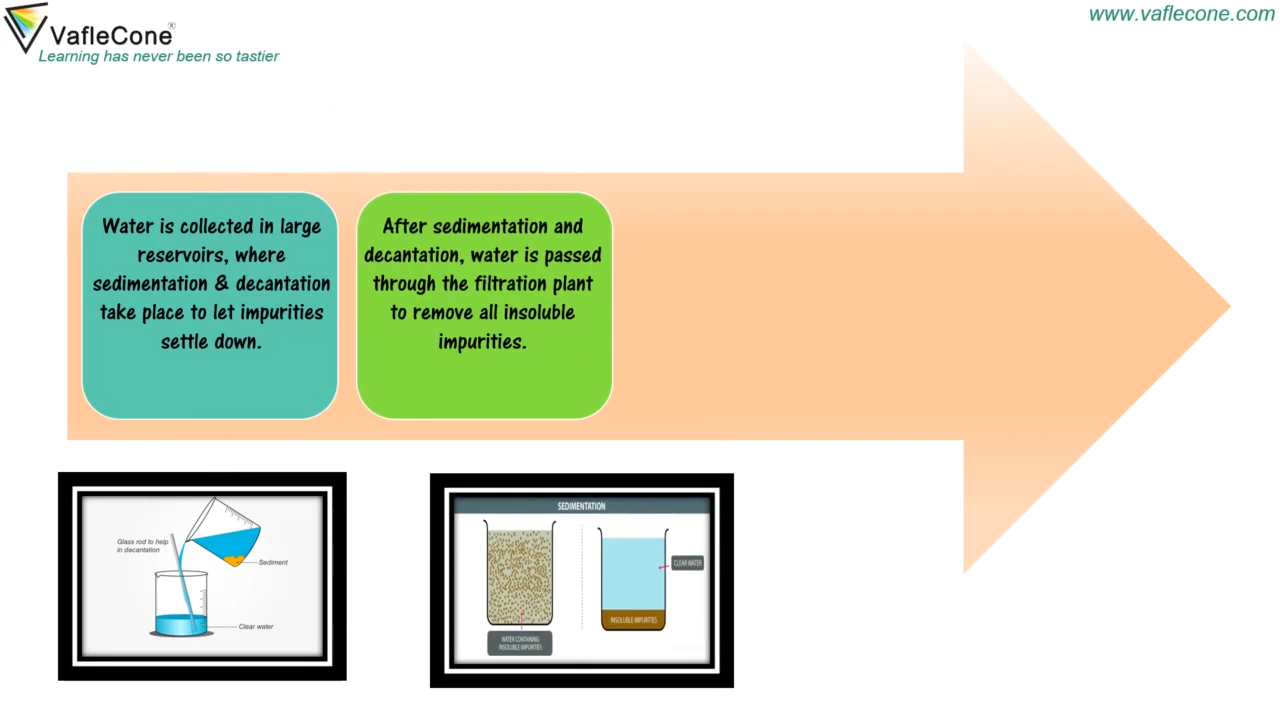 VafleCone®
Learning has never been so tastier
www.vaflecone.com
Water is collected in large
reservoirs, where
sedimentation & decantation
take place to let impurities
settle down.
After sedimentation and
decantation, water is passed
through the filtration plant
to remove all insoluble
impurities.
Glass rod to help
in decantation
Sediment
Clear water
SEDIMENTATION
CLEAR WATER
INSOLUBLE IMPURITIES
WATER CONTAINING
INSOLUBLE IMPURITIES